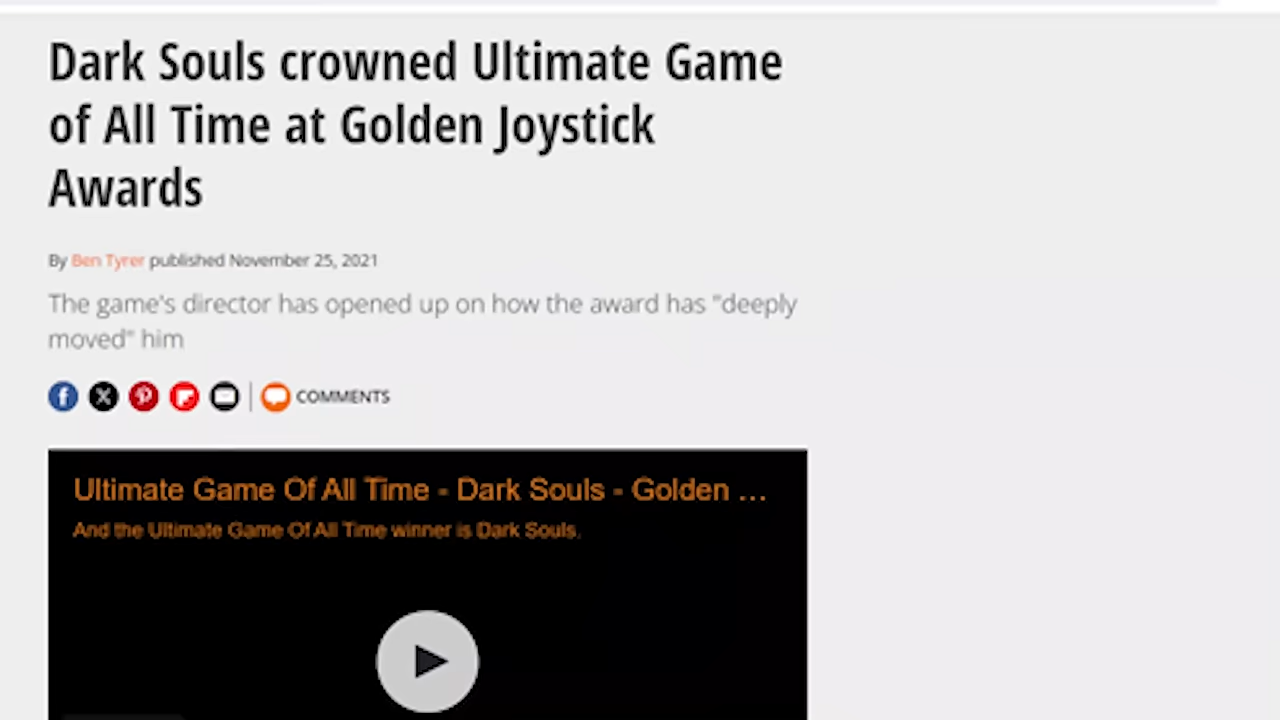 Dark Souls crowned Ultimate Game
of All Time at Golden Joystick
Awards
By Ben Tyrer published November 25, 2021
The game's director has opened up on how the award has "deeply
moved" him
COMMENTS
Ultimate Game Of All Time - Dark Souls - Golden ...
And the Ultimate Game Of All Time winner is Dark Souls.